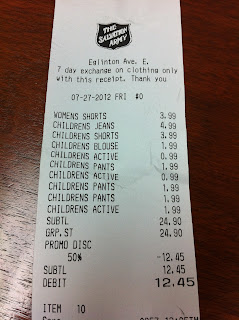 THE
SALVATION
ARMY
Eglinton Ave. E.
7 day exchange on clothing only
with this receipt. Thank you
07-27-2012 FRI #0
WOMENS SHORTS 3.99
CHILDRENS JEANS 4.99
CHILDRENS SHORTS 3.99
CHILDRENS BLOUSE 1.99
CHILDRENS ACTIVE 0.99
CHILDRENS PANTS 1.99
CHILDRENS ACTIVE 0.99
CHILDRENS PANTS 1.99
CHILDRENS PANTS 1.99
CHILDRENS ACTIVE 1.99
SUBTL 24.90
GRP.ST 24.90
PROMO DISC
50% -12.45
SUBTL 12.45
DEBIT 12.45
ITEM 10